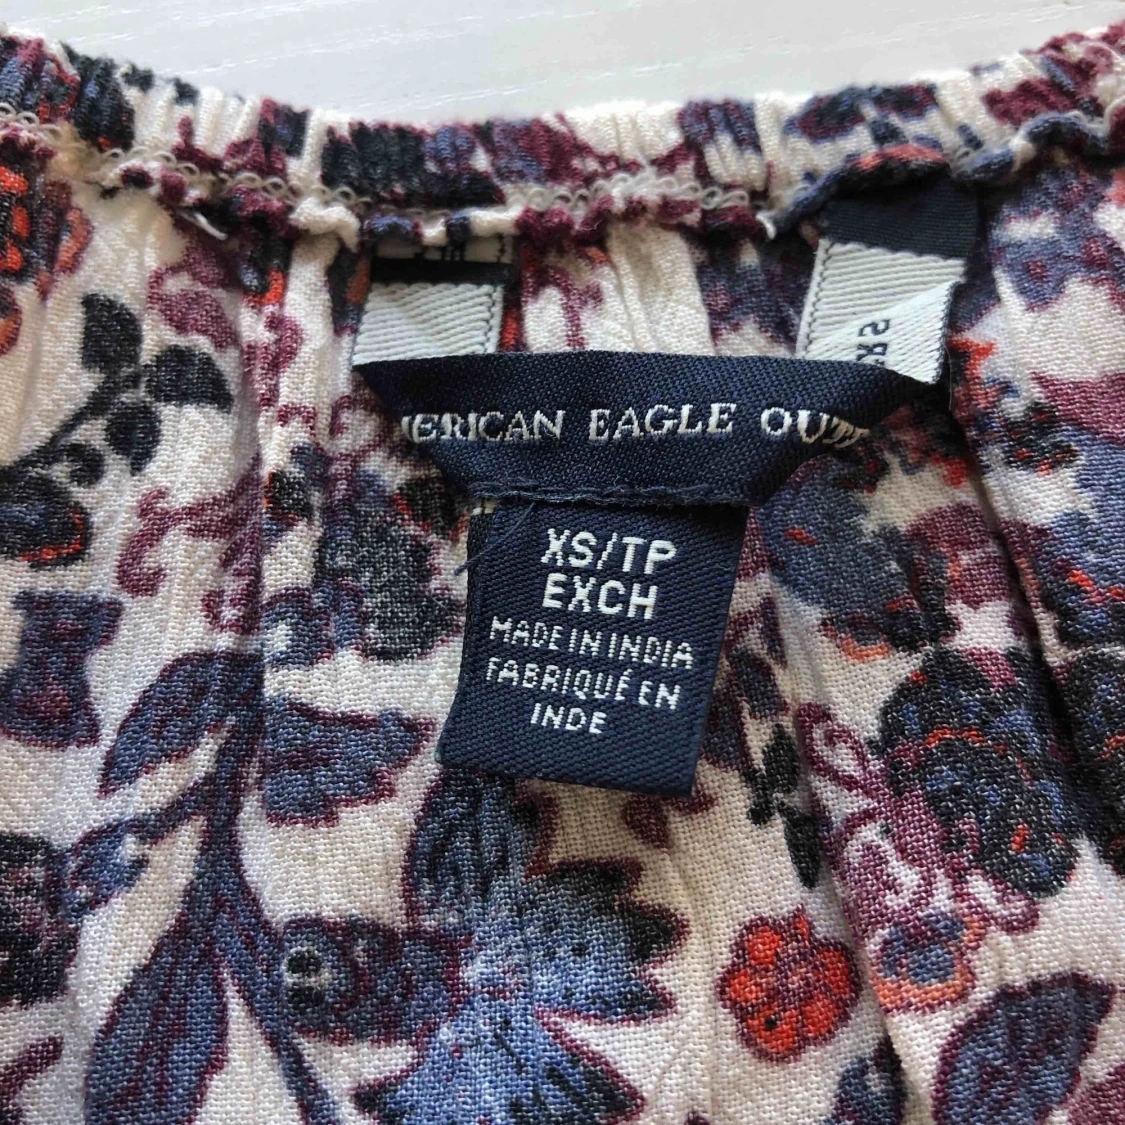 MERICAN EAGLE OUT
XS/TP
EXCH
MADE IN INDIA
FABRIQUÉ EN
INDE